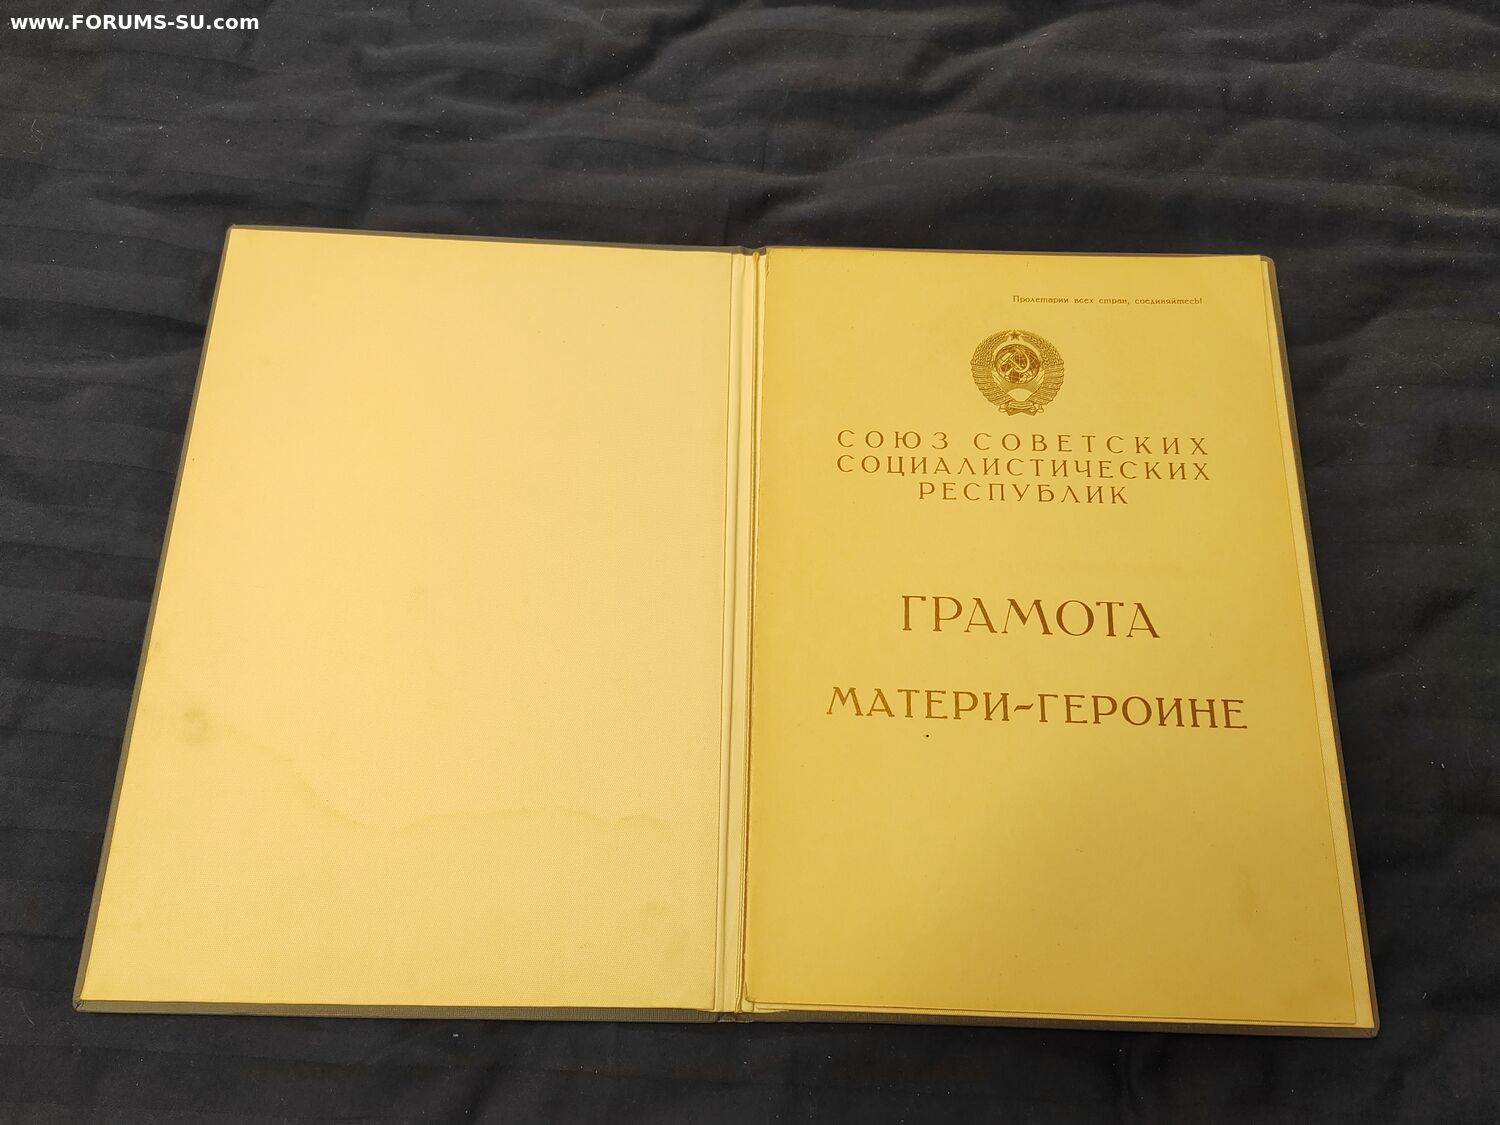 www.FORUMS-SU.com
Пролетарии всех стран, соединяйтесь!
СОЮЗ СОВЕТСКИХ
СОЦИАЛИСТИЧЕСКИХ
РЕСПУБЛИК
ГРАМОТА
МАТЕРИ-ГЕРОИНЕ